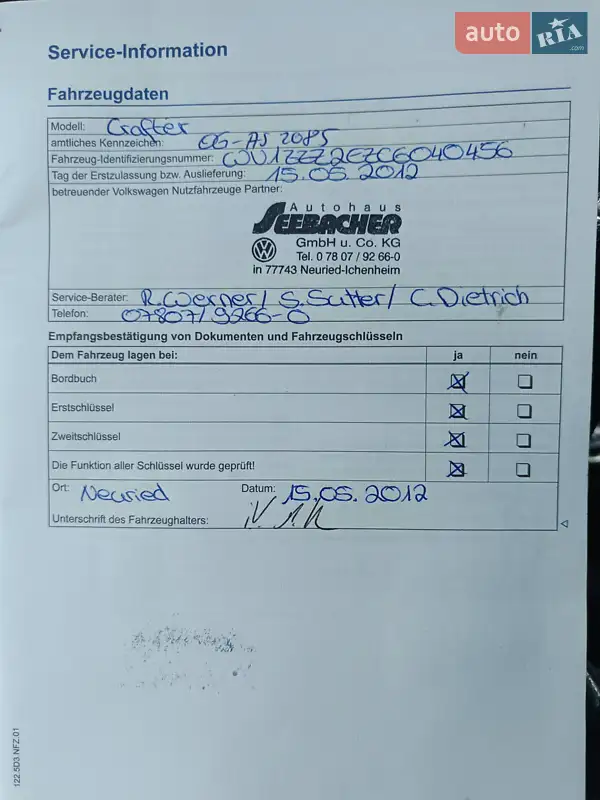 auto RIA .com
Service-Information
Fahrzeugdaten
Modell: Crafter
amtliches Kennzeichen: OG-AS 2085
Fahrzeug-Identifizierungsnummer: WV1ZZZ2EZC6040456
Tag der Erstzulassung bzw. Auslieferung: 15.05.2012
betreuender Volkswagen Nutzfahrzeuge Partner:
Autohaus
SEEBACHER
GmbH u. Co. KG
Tel. 0 78 07 / 92 66-0
in 77743 Neuried-Ichenheim
Service-Berater: R. Werner / S. Sutter / C. Dietrich
Telefon: 07807/9266-0
Empfangsbestätigung von Dokumenten und Fahrzeugschlüsseln
Dem Fahrzeug lagen bei: ja nein
Bordbuch
Erstschlüssel
Zweitschlüssel
Die Funktion aller Schlüssel wurde geprüft!
Ort: Neuried Datum: 15.05.2012
Unterschrift des Fahrzeughalters:
122.5D3.NFZ.01